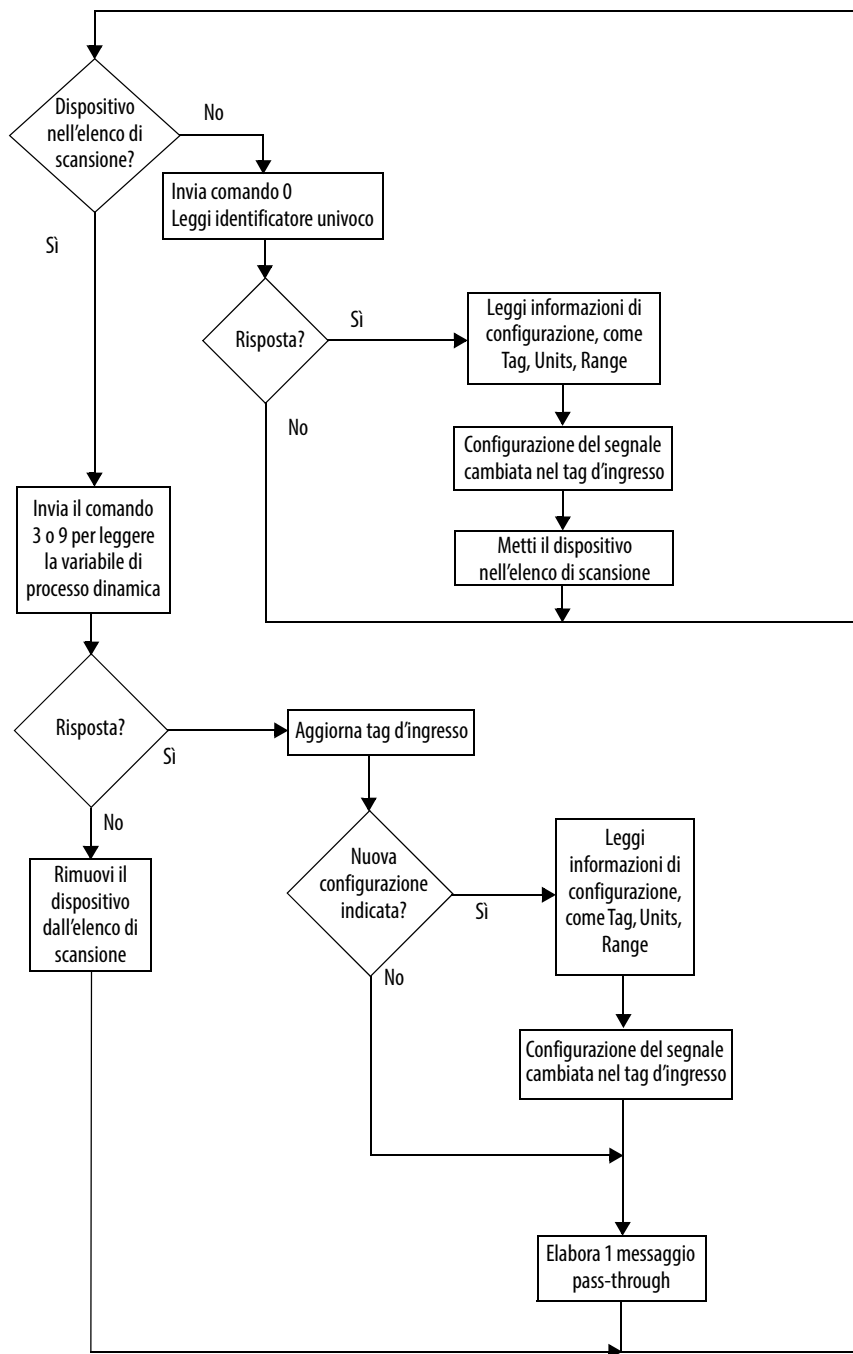 Dispositivo
nell'elenco di
scansione?
No
Invia comando 0
Leggi identificatore univoco
Sì
Risposta?
Sì
Leggi informazioni di
configurazione, come
Tag, Units, Range
No
Configurazione del segnale
cambiata nel tag d'ingresso
Metti il dispositivo
nell'elenco di scansione
Invia il comando
3 o 9 per leggere
la variabile di
processo dinamica
Risposta?
Sì
Aggiorna tag d'ingresso
No
Rimuovi il
dispositivo
dall'elenco di
scansione
Nuova
configurazione
indicata?
Sì
Leggi
informazioni di
configurazione,
come Tag, Units,
Range
No
Configurazione del segnale
cambiata nel tag d'ingresso
Elabora 1 messaggio
pass-through